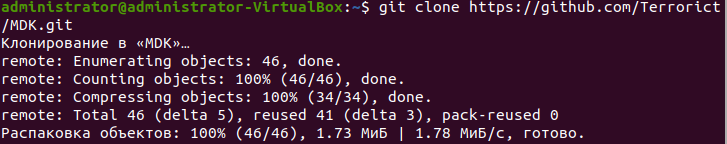 administrator@administrator-VirtualBox:~$ git clone https://github.com/Terrorict
/MDK.git
Клонирование в «MDK»…
remote: Enumerating objects: 46, done.
remote: Counting objects: 100% (46/46), done.
remote: Compressing objects: 100% (34/34), done.
remote: Total 46 (delta 5), reused 41 (delta 3), pack-reused 0
Распаковка объектов: 100% (46/46), 1.73 МиБ | 1.78 МиБ/с, готово.